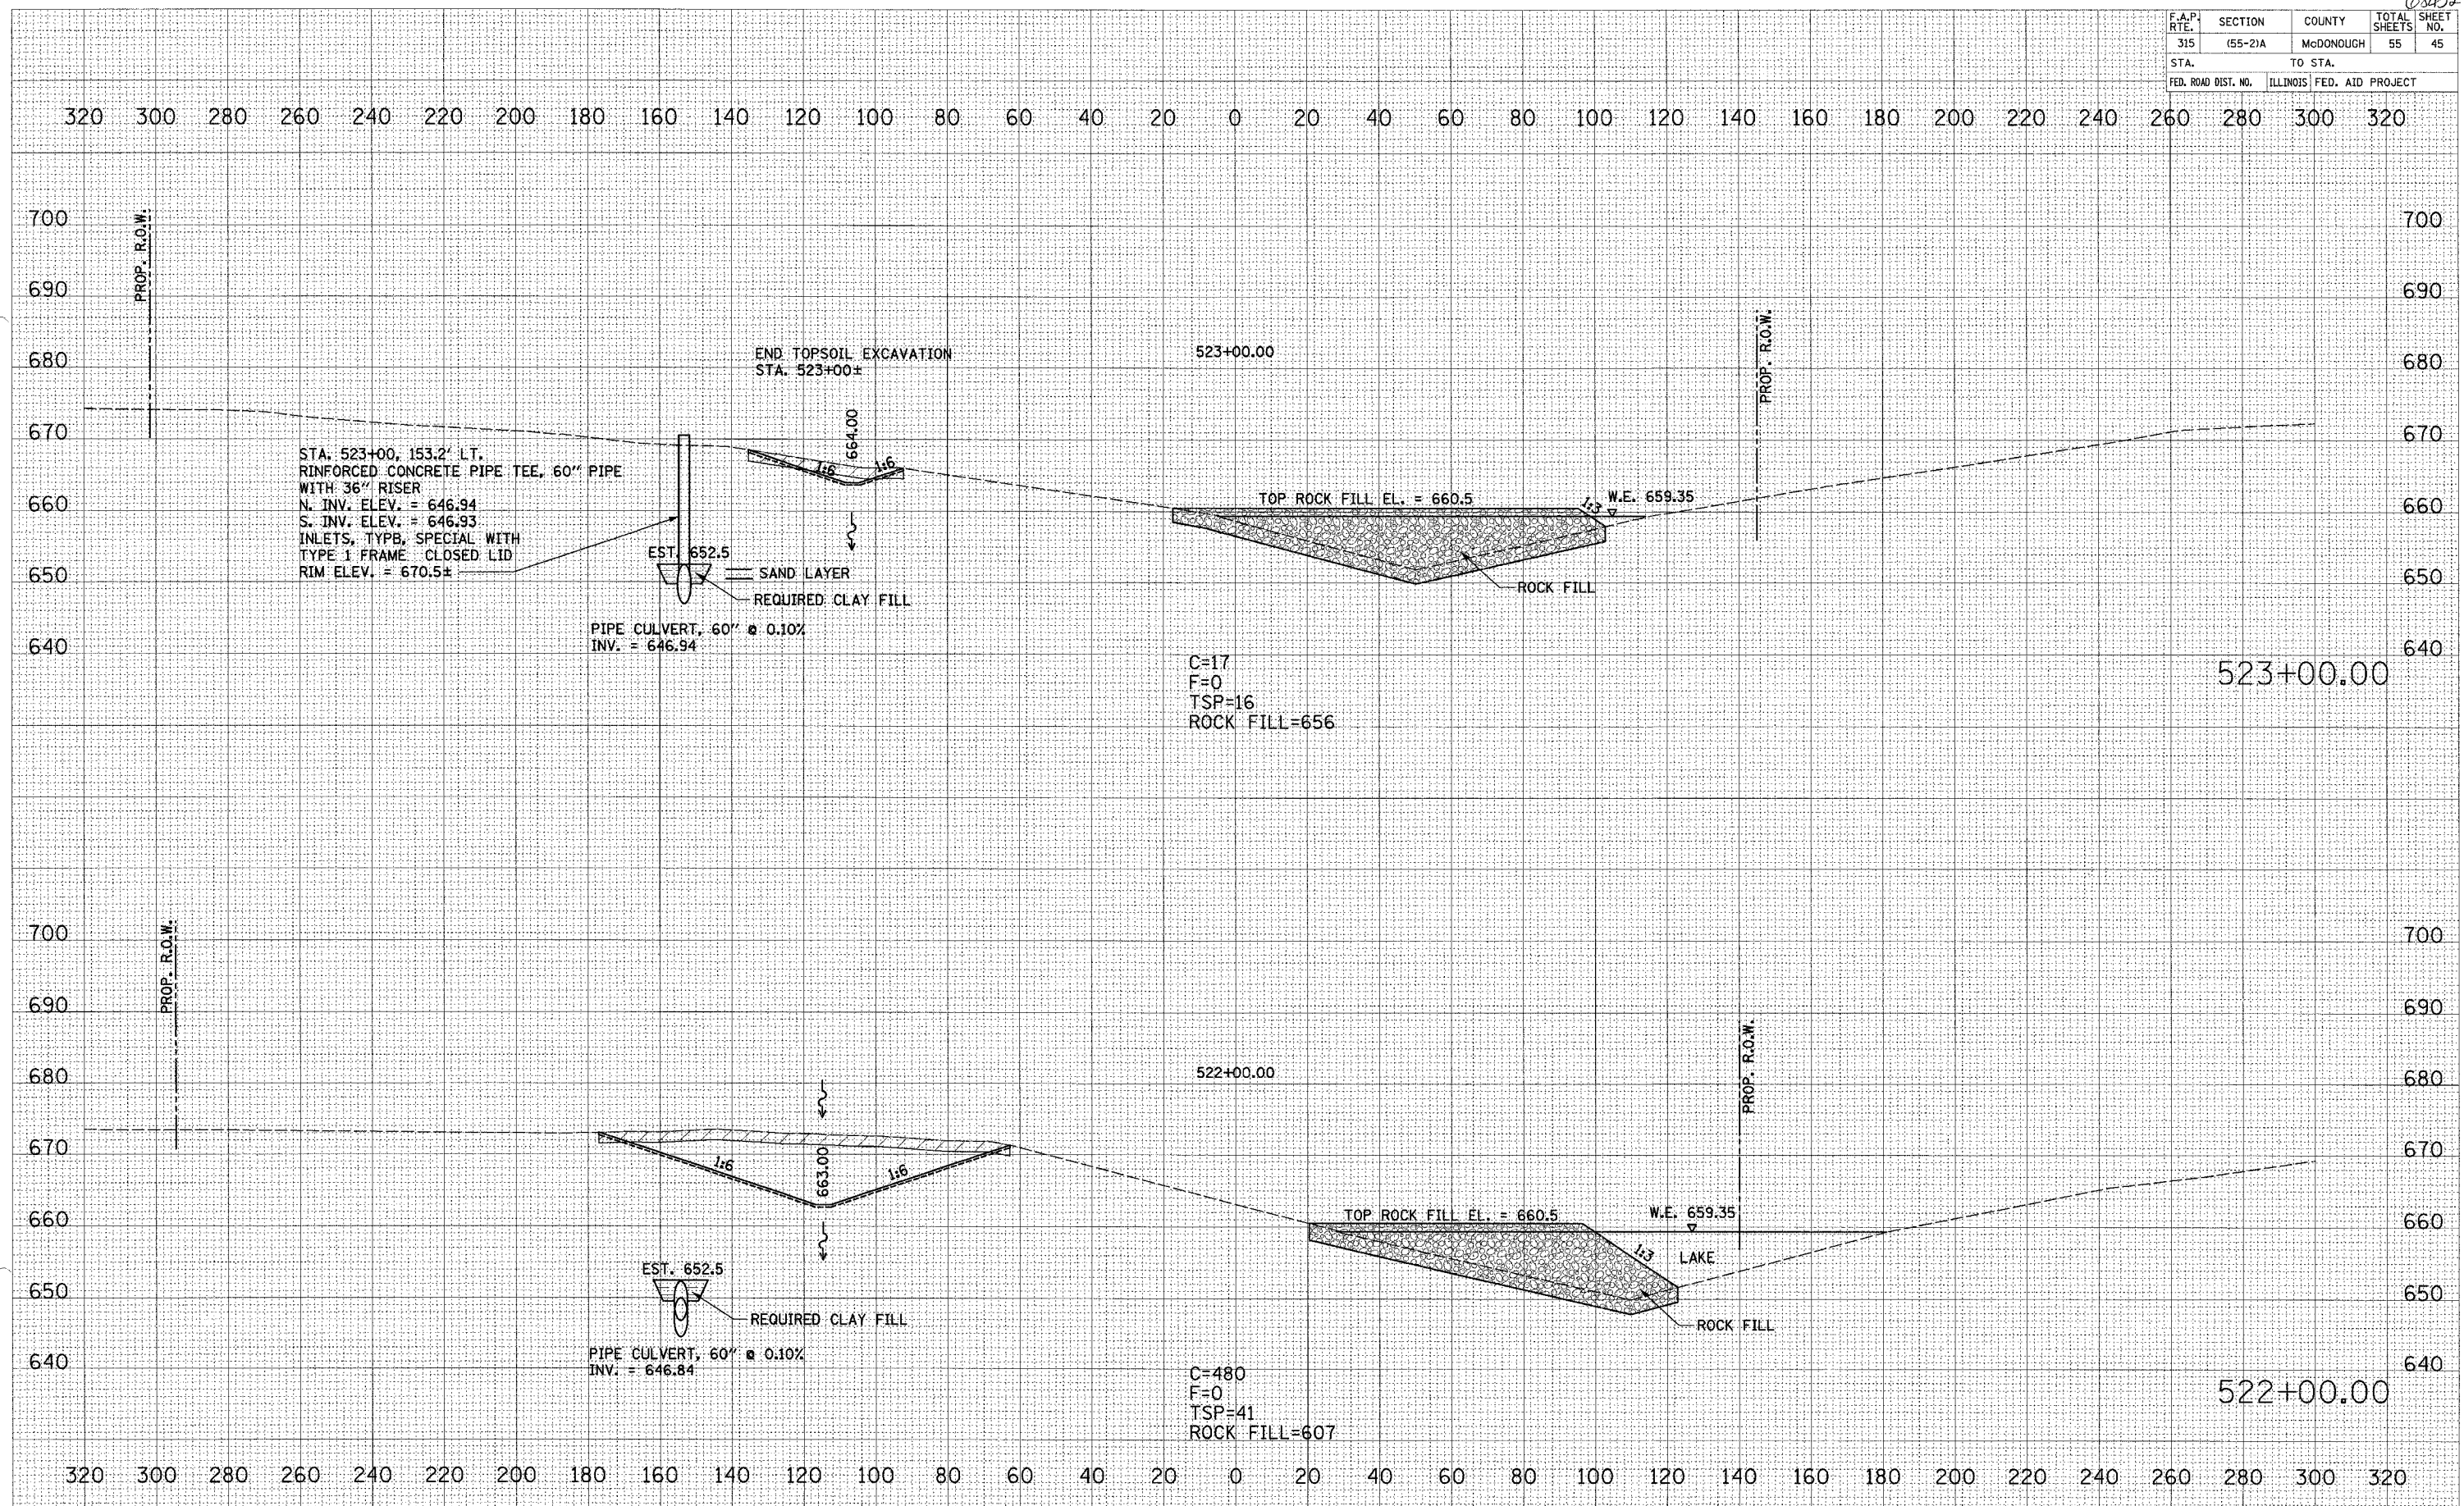 F.A.P. RTE. SECTION COUNTY TOTAL SHEETS SHEET NO.
315 (55-2)A McDONOUGH 55 45
STA. TO STA.
FED. ROAD DIST. NO. ILLINOIS FED. AID PROJECT
320 300 280 260 240 220 200 180 160 140 120 100 80 60 40 20 0 20 40 60 80 100 120 140 160 180 200 220 240 260 280 300 320
700 700
690 690
680 680
670 670
660 660
650 650
640 640
PROP. R.O.W.
END TOPSOIL EXCAVATION
STA. 523+00±
523+00.00
PROP. R.O.W.
664.00
1:6
1:6
STA. 523+00, 153.2' LT.
RINFORCED CONCRETE PIPE TEE, 60" PIPE
WITH 36" RISER
N. INV. ELEV. = 646.94
S. INV. ELEV. = 646.93
INLETS, TYPB, SPECIAL WITH
TYPE 1 FRAME CLOSED LID
RIM ELEV. = 670.5±
TOP ROCK FILL EL. = 660.5
1:3
W.E. 659.35
EST. 652.5
SAND LAYER
REQUIRED CLAY FILL
ROCK FILL
PIPE CULVERT, 60" @ 0.10%
INV. = 646.94
C=17
F=0
TSP=16
ROCK FILL=656
523+00.00
700 700
690 690
680 680
670 670
660 660
650 650
640 640
PROP. R.O.W.
522+00.00
PROP. R.O.W.
663.00
1:6
1:6
TOP ROCK FILL EL. = 660.5
W.E. 659.35
1:3
LAKE
EST. 652.5
REQUIRED CLAY FILL
ROCK FILL
PIPE CULVERT, 60" @ 0.10%
INV. = 646.84
C=480
F=0
TSP=41
ROCK FILL=607
522+00.00
320 300 280 260 240 220 200 180 160 140 120 100 80 60 40 20 0 20 40 60 80 100 120 140 160 180 200 220 240 260 280 300 320